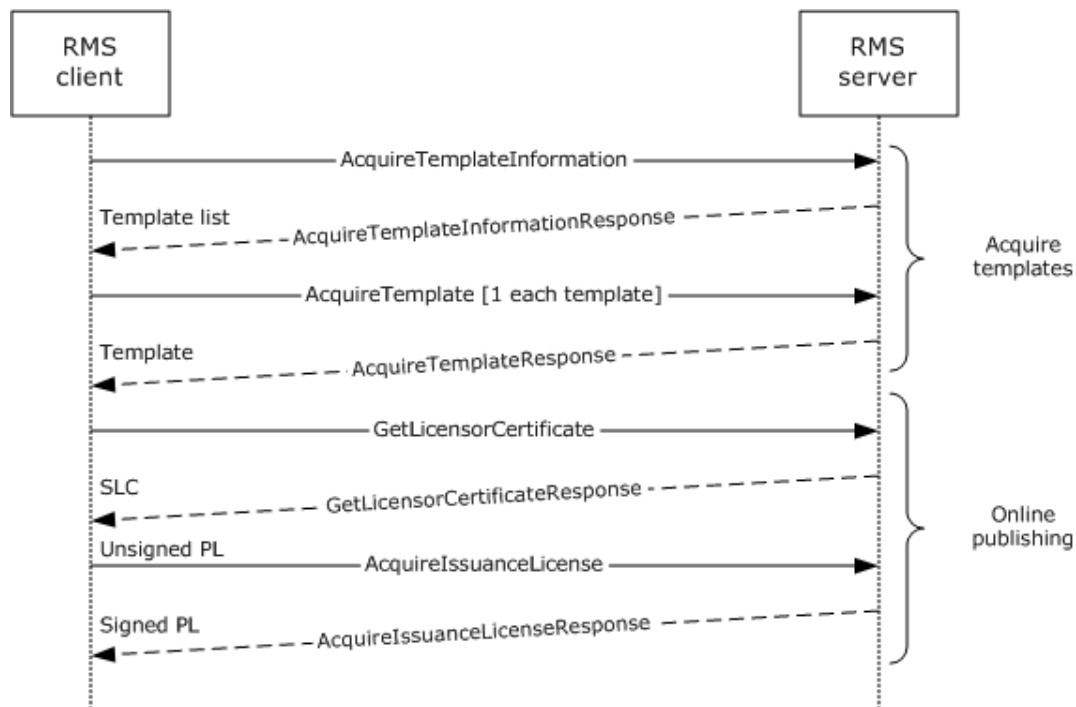 RMS
client
RMS
server
AcquireTemplateInformation
Template list
AcquireTemplateInformationResponse
Acquire
templates
AcquireTemplate [1 each template]
Template
AcquireTemplateResponse
GetLicensorCertificate
SLC
GetLicensorCertificateResponse
Online
publishing
Unsigned PL
AcquireIssuanceLicense
Signed PL
AcquireIssuanceLicenseResponse